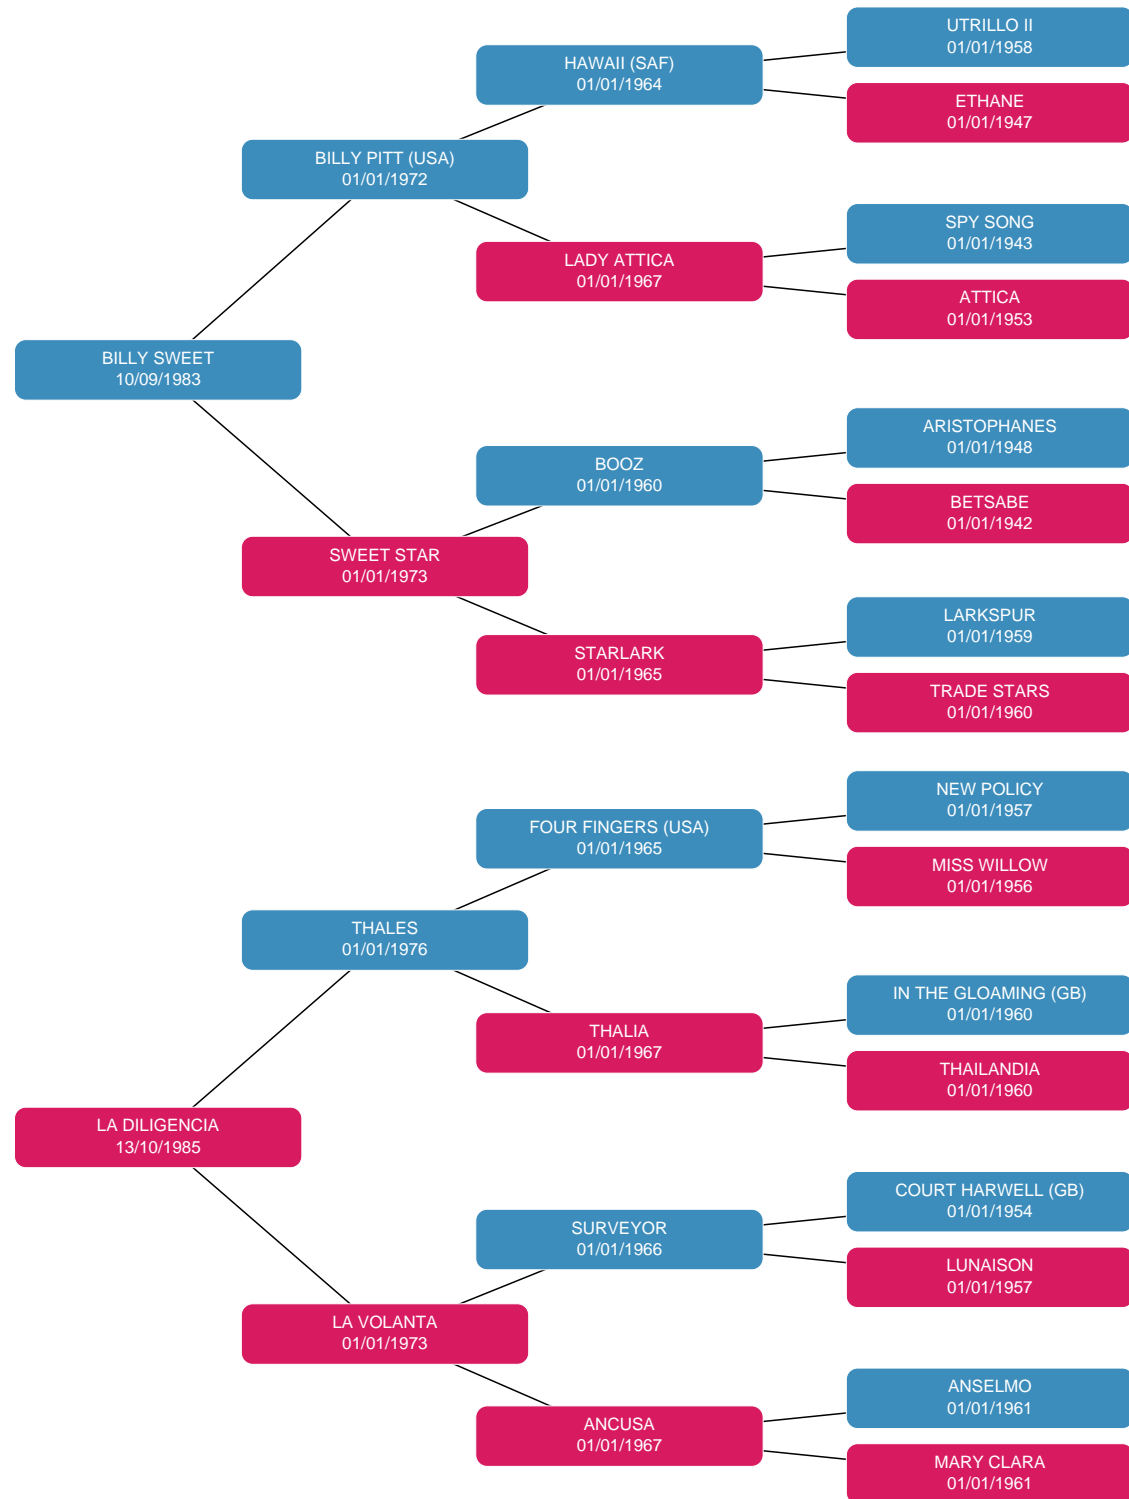 UTRILLO II
01/01/1958
HAWAII (SAF)
01/01/1964
ETHANE
01/01/1947
BILLY PITT (USA)
01/01/1972
SPY SONG
01/01/1943
LADY ATTICA
01/01/1967
ATTICA
01/01/1953
BILLY SWEET
10/09/1983
ARISTOPHANES
01/01/1948
BOOZ
01/01/1960
BETSABE
01/01/1942
SWEET STAR
01/01/1973
LARKSPUR
01/01/1959
STARLARK
01/01/1965
TRADE STARS
01/01/1960
NEW POLICY
01/01/1957
FOUR FINGERS (USA)
01/01/1965
MISS WILLOW
01/01/1956
THALES
01/01/1976
IN THE GLOAMING (GB)
01/01/1960
THALIA
01/01/1967
THAILANDIA
01/01/1960
LA DILIGENCIA
13/10/1985
COURT HARWELL (GB)
01/01/1954
SURVEYOR
01/01/1966
LUNAISON
01/01/1957
LA VOLANTA
01/01/1973
ANSELMO
01/01/1961
ANCUSA
01/01/1967
MARY CLARA
01/01/1961